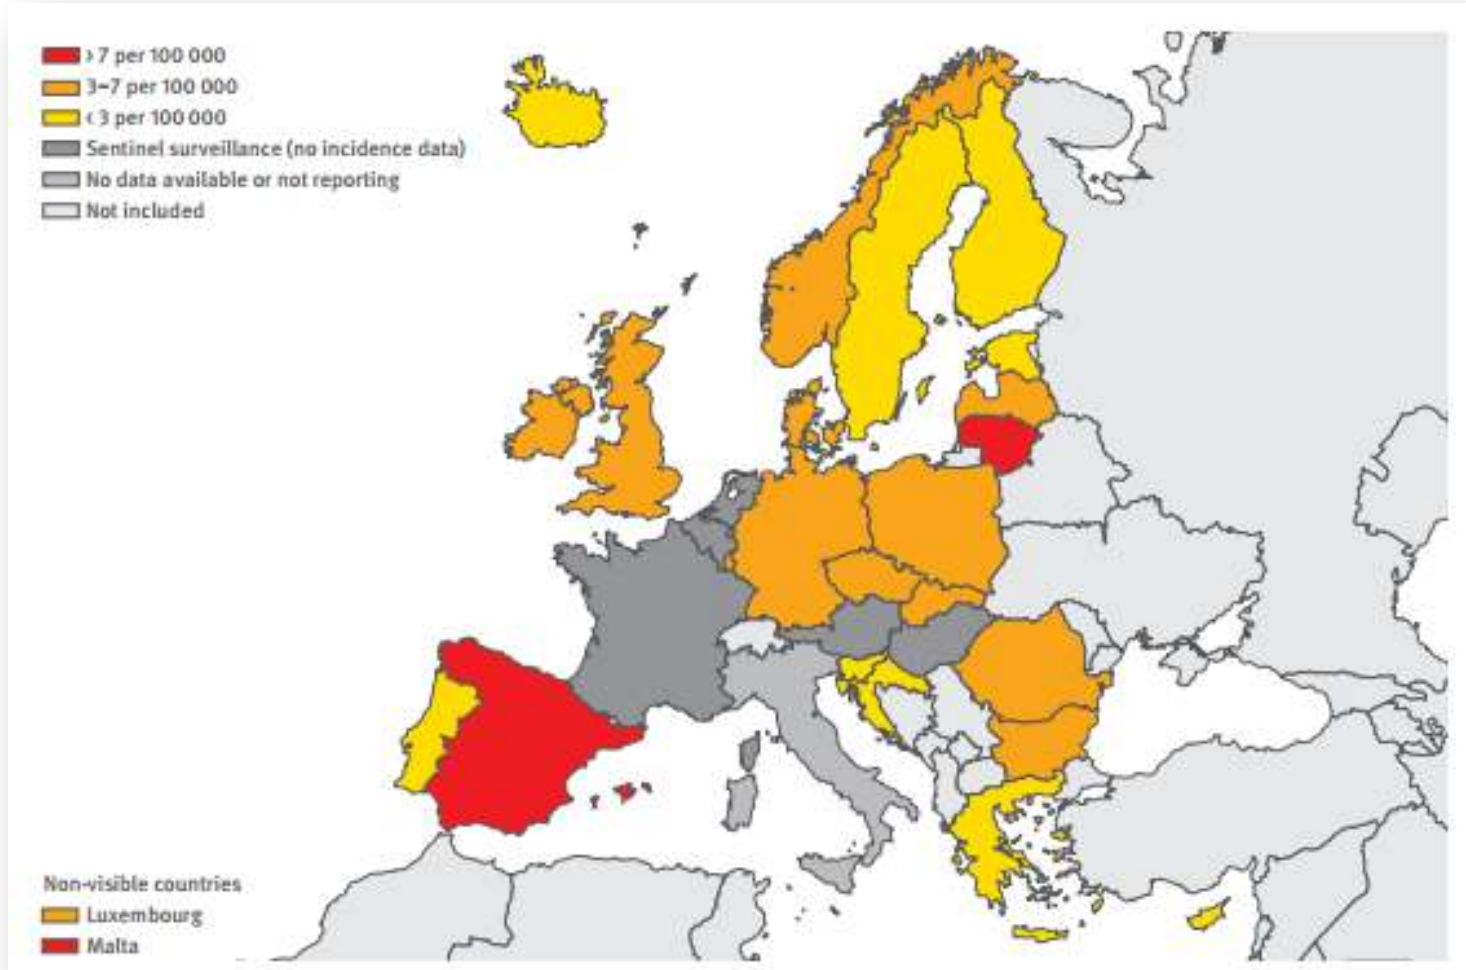 › 7 per 100 000
3–7 per 100 000
‹ 3 per 100 000
Sentinel surveillance (no incidence data)
No data available or not reporting
Not included
Non-visible countries
Luxembourg
Malta